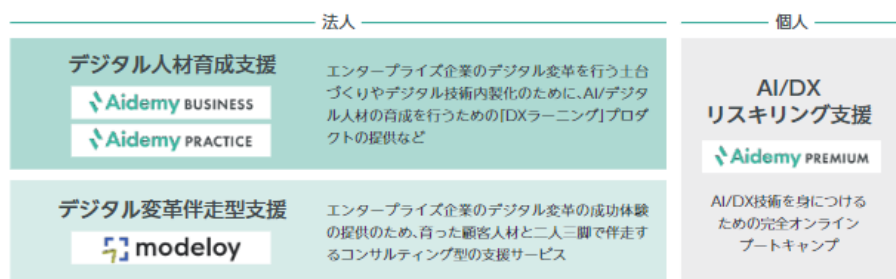 法人
デジタル人材育成支援
Aidemy BUSINESS
Aidemy PRACTICE
エンタープライズ企業のデジタル変革を行う土台
づくりやデジタル技術内製化のために、AI/デジタ
ル人材の育成を行うための「DXラーニング」プロダ
クトの提供など
デジタル変革伴走型支援
modeloy
エンタープライズ企業のデジタル変革の成功体験
の提供のため、育った顧客人材と二人三脚で伴走す
るコンサルティング型の支援サービス
個人
AI/DX
リスキリング支援
Aidemy PREMIUM
AI/DX技術を身につける
ための完全オンライン
ブートキャンプ